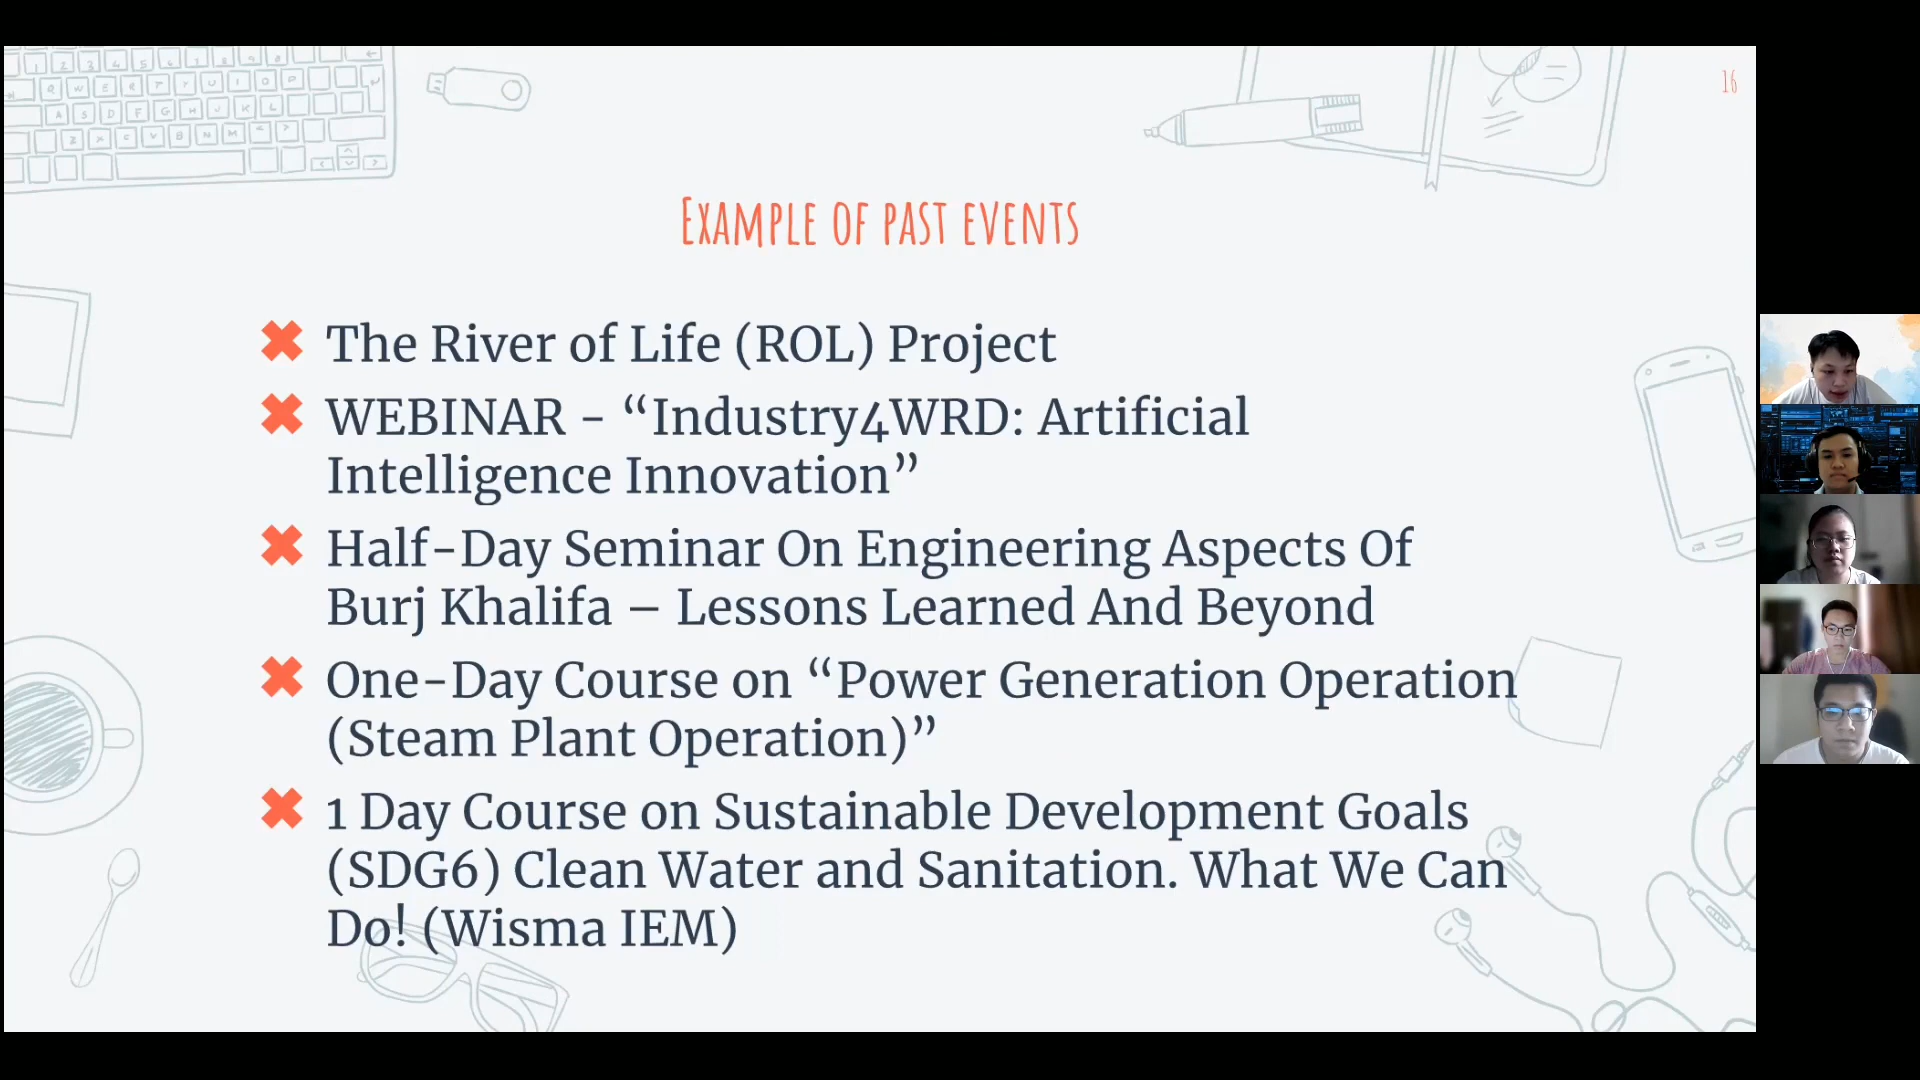 16
Example of past events
The River of Life (ROL) Project
WEBINAR - “Industry4WRD: Artificial
Intelligence Innovation”
Half-Day Seminar On Engineering Aspects Of
Burj Khalifa – Lessons Learned And Beyond
One-Day Course on “Power Generation Operation
(Steam Plant Operation)”
1 Day Course on Sustainable Development Goals
(SDG6) Clean Water and Sanitation. What We Can
Do! (Wisma IEM)